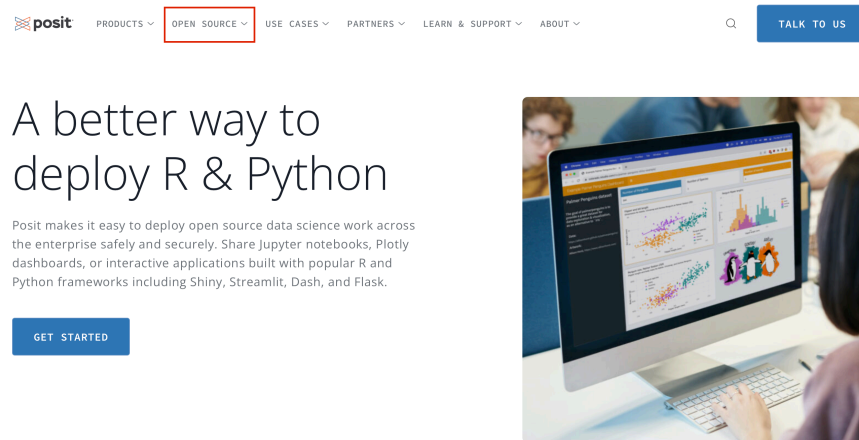 posit
PRODUCTS
OPEN SOURCE
USE CASES
PARTNERS
LEARN & SUPPORT
ABOUT
TALK TO US
A better way to
deploy R & Python
Posit makes it easy to deploy open source data science work across
the enterprise safely and securely. Share Jupyter notebooks, Plotly
dashboards, or interactive applications built with popular R and
Python frameworks including Shiny, Streamlit, Dash, and Flask.
GET STARTED
Palmer Penguins dataset